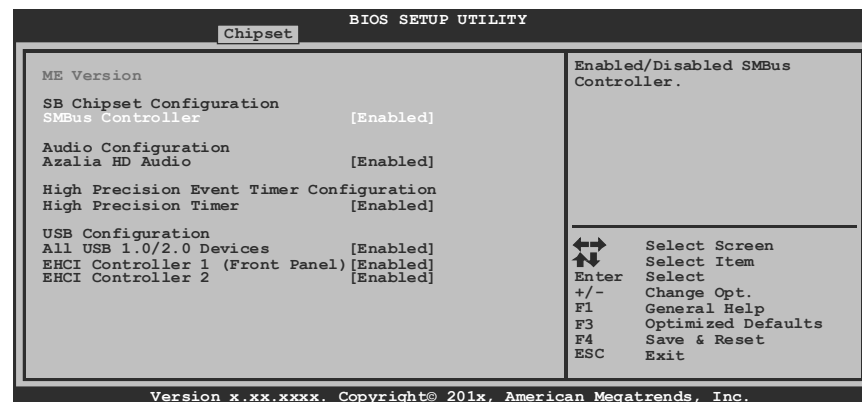 BIOS SETUP UTILITY
Chipset
ME Version
SB Chipset Configuration
SMBus Controller [Enabled]
Audio Configuration
Azalia HD Audio [Enabled]
High Precision Event Timer Configuration
High Precision Timer [Enabled]
USB Configuration
All USB 1.0/2.0 Devices [Enabled]
EHCI Controller 1 (Front Panel)[Enabled]
EHCI Controller 2 [Enabled]
Enabled/Disabled SMBus
Controller.
Select Screen
Select Item
Enter Select
+/- Change Opt.
F1 General Help
F3 Optimized Defaults
F4 Save & Reset
ESC Exit
Version x.xx.xxxx. Copyright© 201x, American Megatrends, Inc.